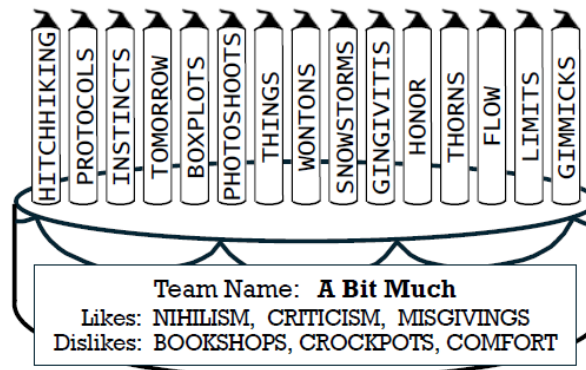 HITCHHIKING
PROTOCOLS
INSTINCTS
TOMORROW
BOXPLOTS
PHOTOSHOOTS
THINGS
WONTONS
SNOWSTORMS
GINGIVITIS
HONOR
THORNS
FLOW
LIMITS
GIMMICKS
Team Name: A Bit Much
Likes: NIHILISM, CRITICISM, MISGIVINGS
Dislikes: BOOKSHOPS, CROCKPOTS, COMFORT